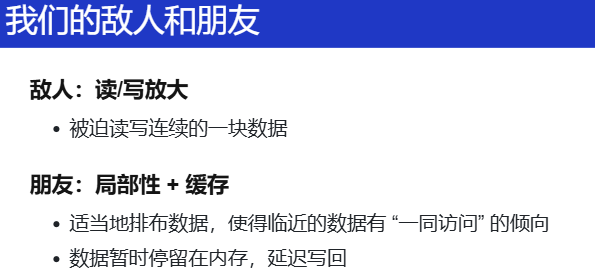 我们的敌人和朋友
敌人：读/写放大
• 被迫读写连续的一块数据
朋友：局部性 + 缓存
• 适当地排布数据，使得临近的数据有 “一同访问” 的倾向
• 数据暂时停留在内存，延迟写回